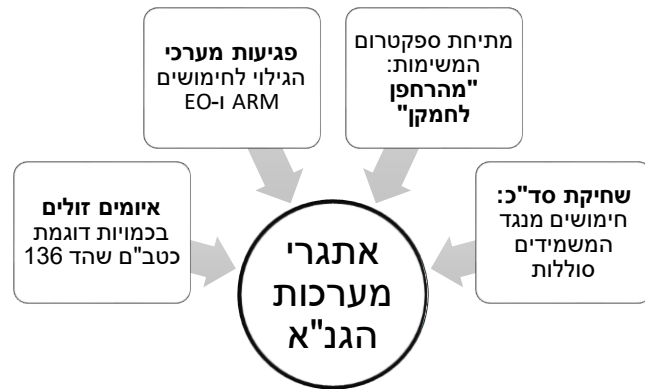 שחיקת סד"כ:
חימושים מנגד
המשמידים
סוללות
מתיחת ספקטרום
המשימות:
"מהרחפן
לחמקן"
פגיעות מערכי
הגילוי לחימושים
EO-ו ARM
איומים זולים
בכמויות דוגמת
כטב"ם שהד 136
אתגרי
מערכות
הגנ"א